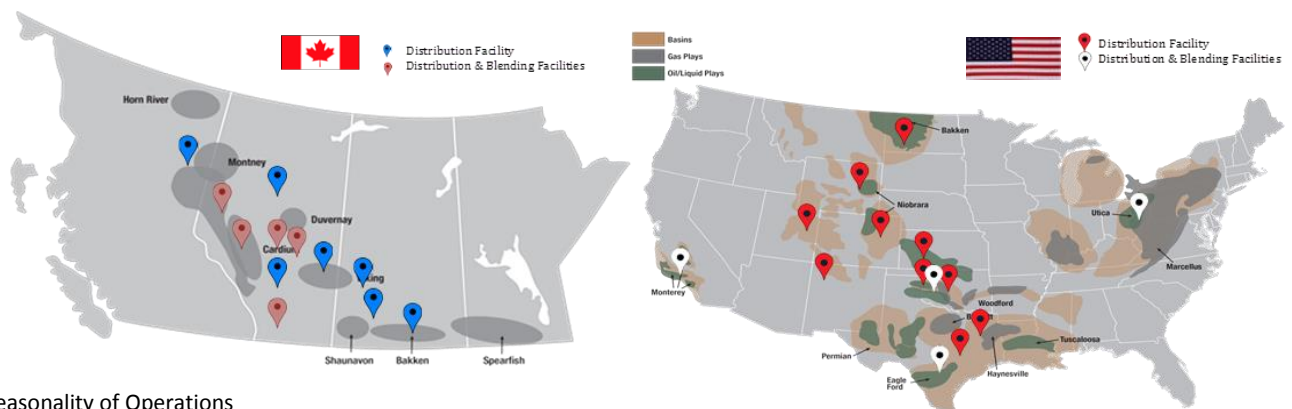 Distribution Facility
Distribution & Blending Facilities
Horn River
Montney
Duvernay
Shaunavon
Bakken
Spearfish
Basins
Gas Plays
Oil/Liquid Plays
Distribution Facility
Distribution & Blending Facilities
Bakken
Niobrara
Utica
Marcellus
Monterey
Woodford
Permian
Tuscaloosa
Haynesville
Eagle
Ford
easonality of Operations